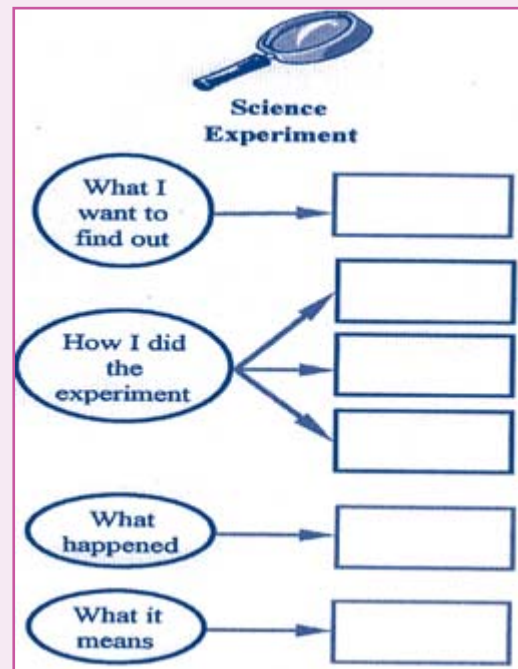 Science
Experiment
What I
want to
find out
How I did
the
experiment
What
happened
What it
means